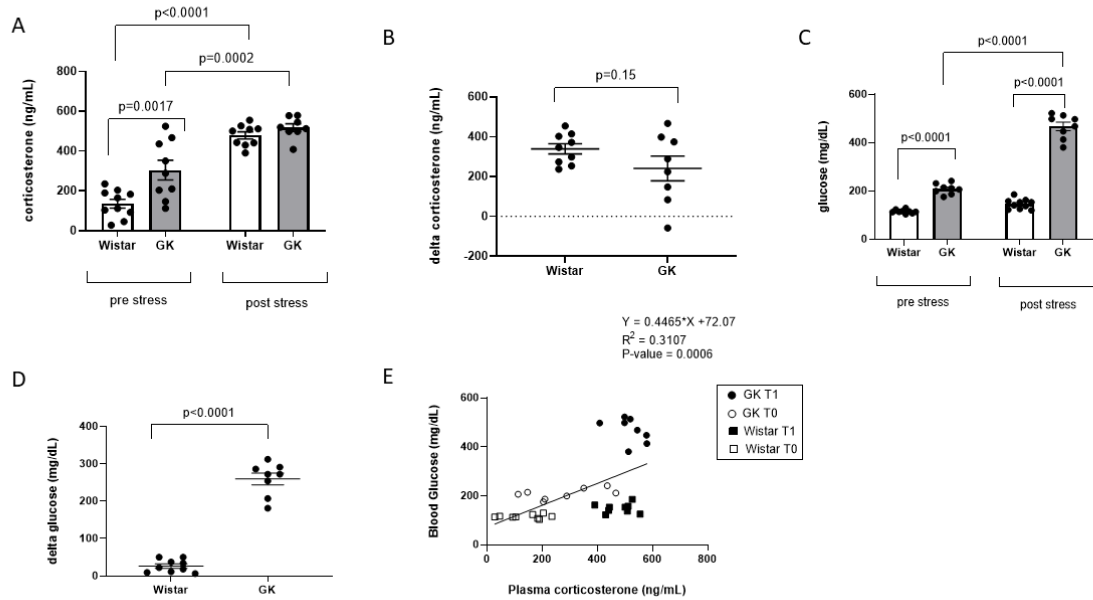 A
p<0.0001
p=0.0002
p=0.0017
corticosterone (ng/mL)
800
600
400
200
0
Wistar GK Wistar GK
pre stress post stress
B
p=0.15
delta corticosterone (ng/mL)
600
400
200
0
-200
Wistar GK
C
p<0.0001
p<0.0001
p<0.0001
glucose (mg/dL)
600
400
200
0
Wistar GK Wistar GK
pre stress post stress
D
p<0.0001
delta glucose (mg/dL)
400
300
200
100
0
Wistar GK
E
Y = 0.4465*X +72.07
R² = 0.3107
P-value = 0.0006
Blood Glucose (mg/dL)
600
400
200
0
0 200 400 600 800
Plasma corticosterone (ng/mL)
GK T1
GK T0
Wistar T1
Wistar T0